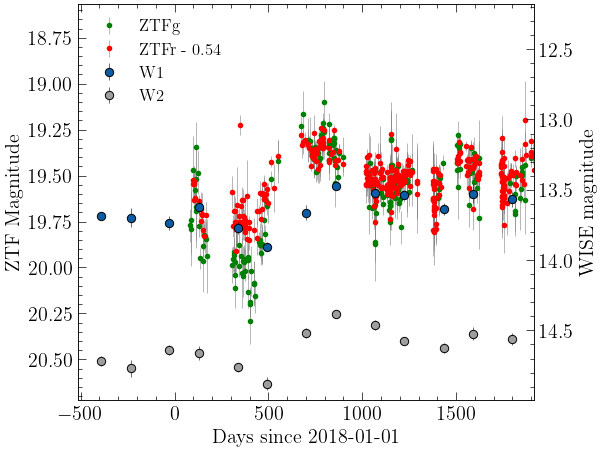 ZTFg
ZTFr - 0.54
W1
W2
18.75
19.00
19.25
19.50
19.75
20.00
20.25
20.50
ZTF Magnitude
12.5
13.0
13.5
14.0
14.5
WISE magnitude
−500 0 500 1000 1500
Days since 2018-01-01